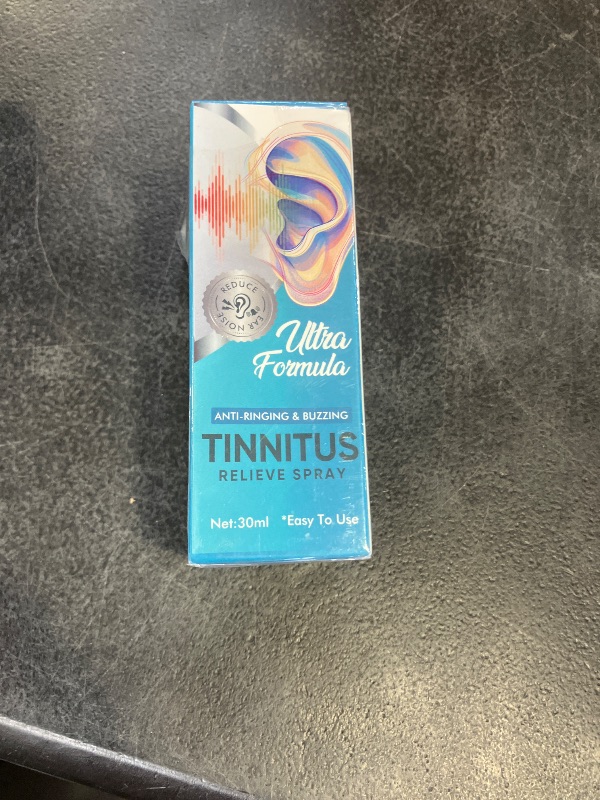 REDUCE
EAR NOISE
Ultra
Formula
ANTI-RINGING & BUZZING
TINNITUS
RELIEVE SPRAY
Net:30ml *Easy To Use